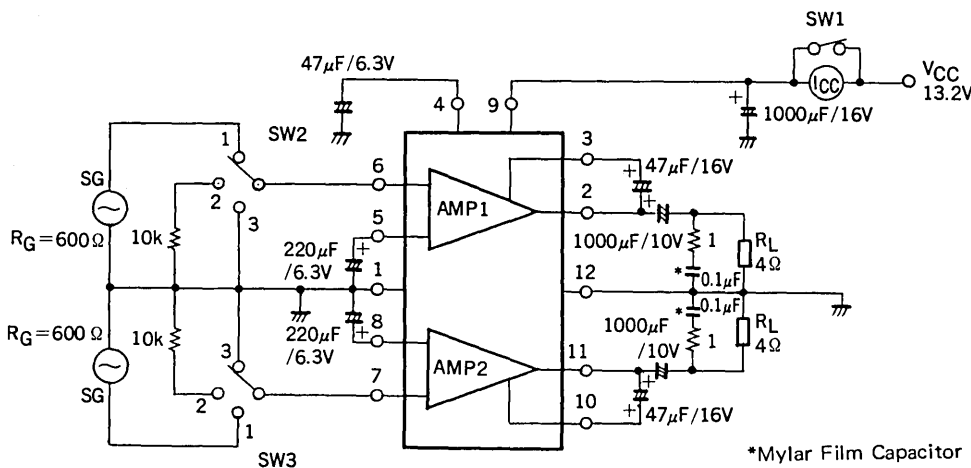 SW1
47μF/6.3V
VCC
13.2V
ICC
4
9
+
1000μF/16V
SW2
1
3
+
47μF/16V
SG
2
6
2
AMP1
3
RG=600Ω
10k
5
+
1000μF/10V
1
RL
4Ω
220μF
/6.3V
*
0.1μF
1
12
+
220μF
/6.3V
8
*
0.1μF
1000μF
/10V
1
RL
4Ω
RG=600Ω
10k
3
11
SG
2
7
AMP2
10
+
47μF/16V
1
SW3
*Mylar Film Capacitor